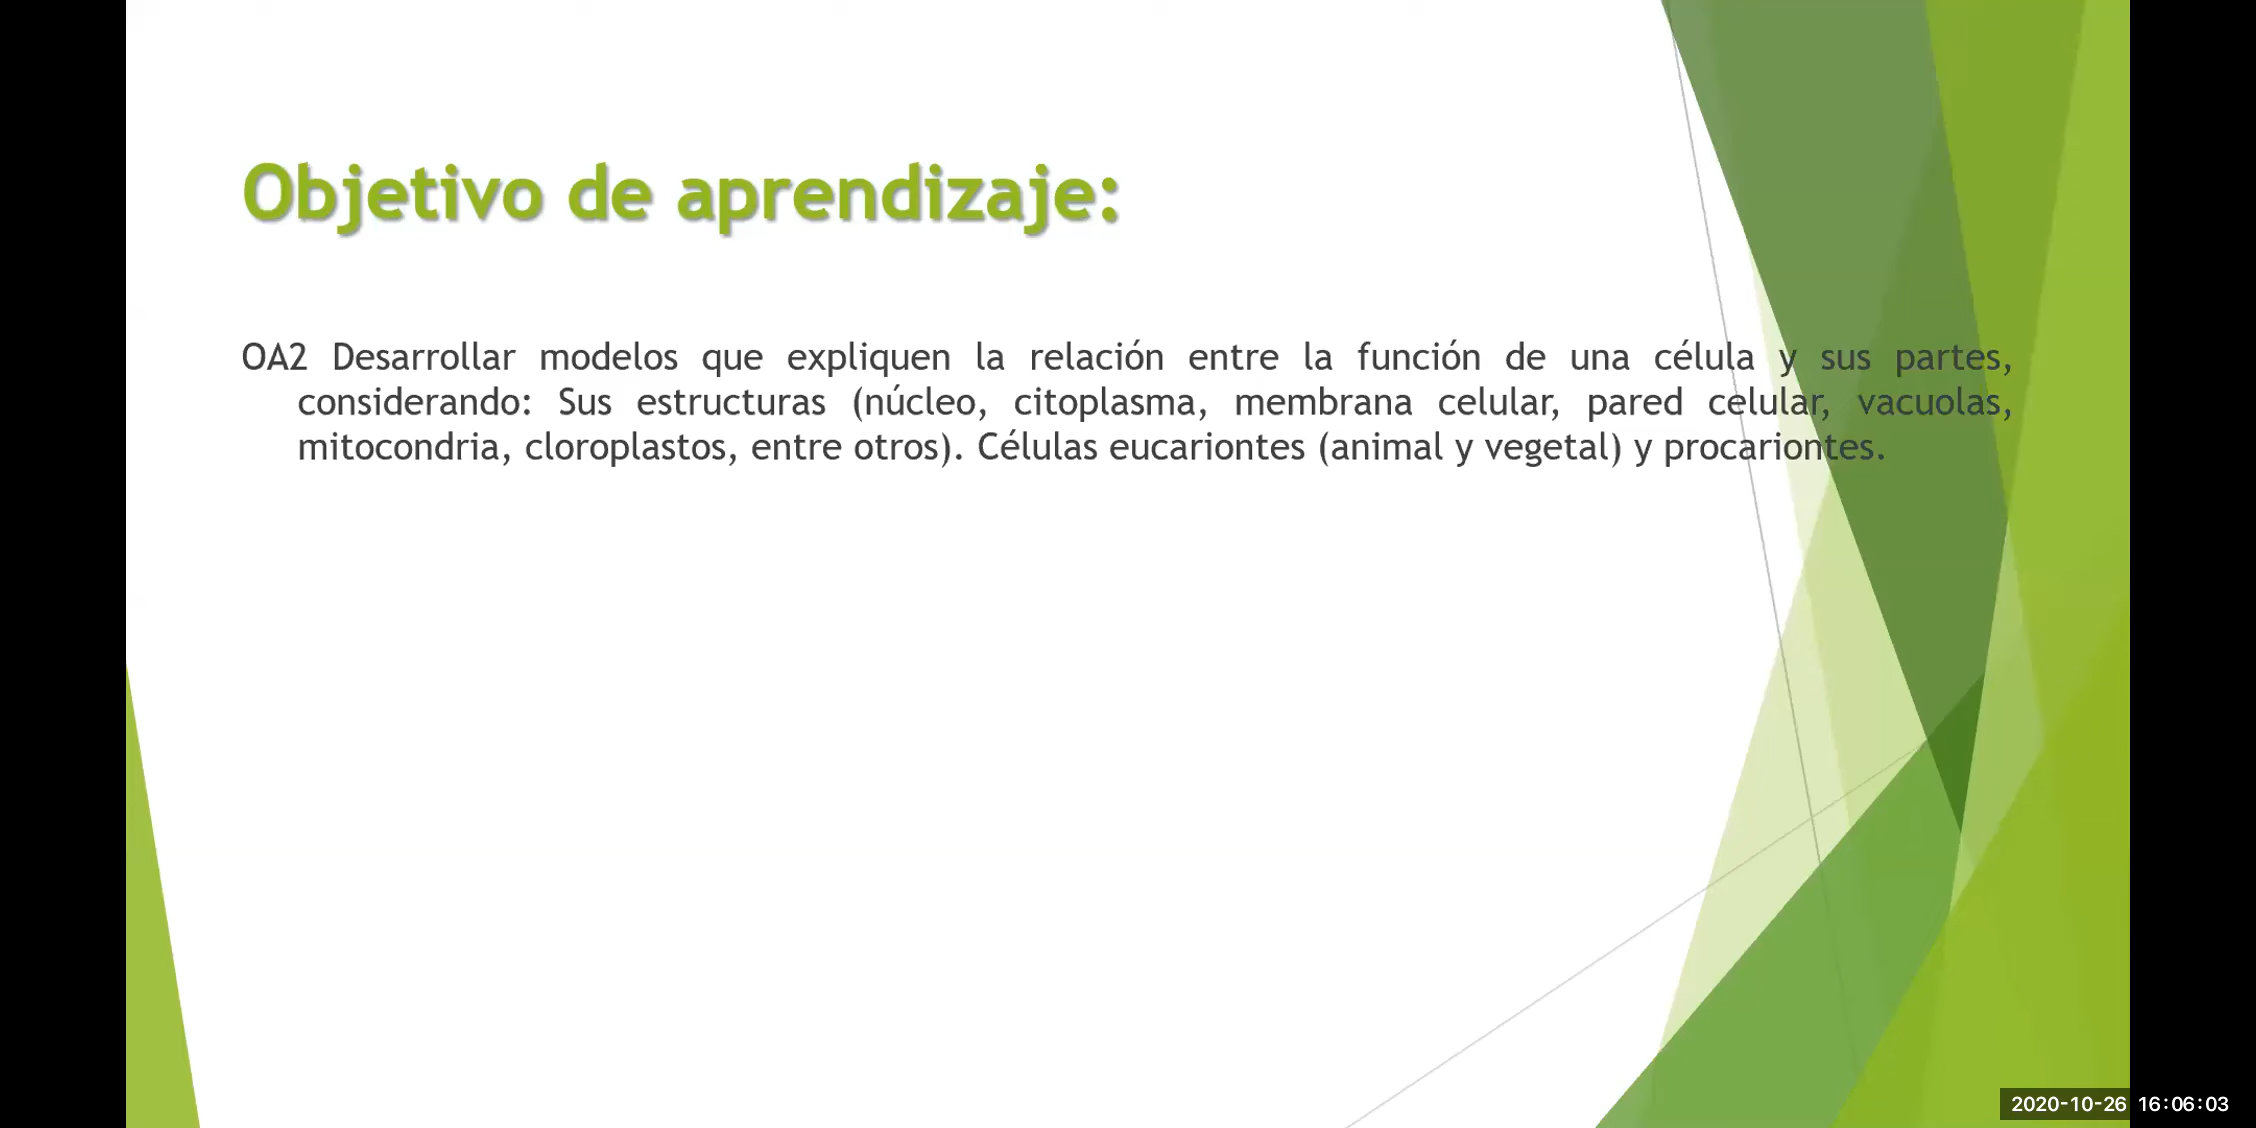 Objetivo de aprendizaje:
OA2 Desarrollar modelos que expliquen la relación entre la función de una célula y sus partes,
considerando: Sus estructuras (núcleo, citoplasma, membrana celular, pared celular, vacuolas,
mitocondria, cloroplastos, entre otros). Células eucariontes (animal y vegetal) y procariontes.
2020-10-26 16:06:03